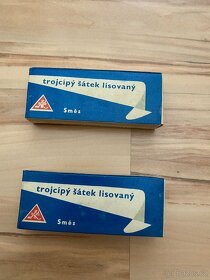 trojcípý šátek lisovaný
Směs
trojcípý šátek lisovaný
Směs